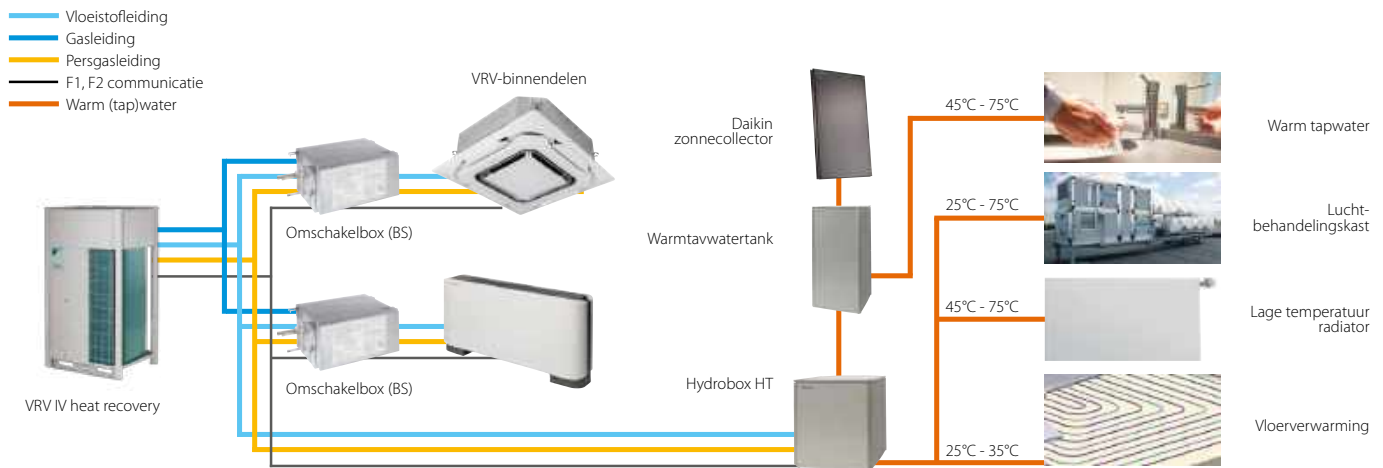 Vloeistofleiding
Gasleiding
Persgasleiding
F1, F2 communicatie
Warm (tap)water
VRV-binnendelen
Omschakelbox (BS)
Omschakelbox (BS)
VRV IV heat recovery
Daikin
zonnecollector
Warmtavwatertank
Hydrobox HT
45°C - 75°C
Warm tapwater
25°C - 75°C
Lucht-
behandelingskast
45°C - 75°C
Lage temperatuur
radiator
25°C - 35°C
Vloerverwarming